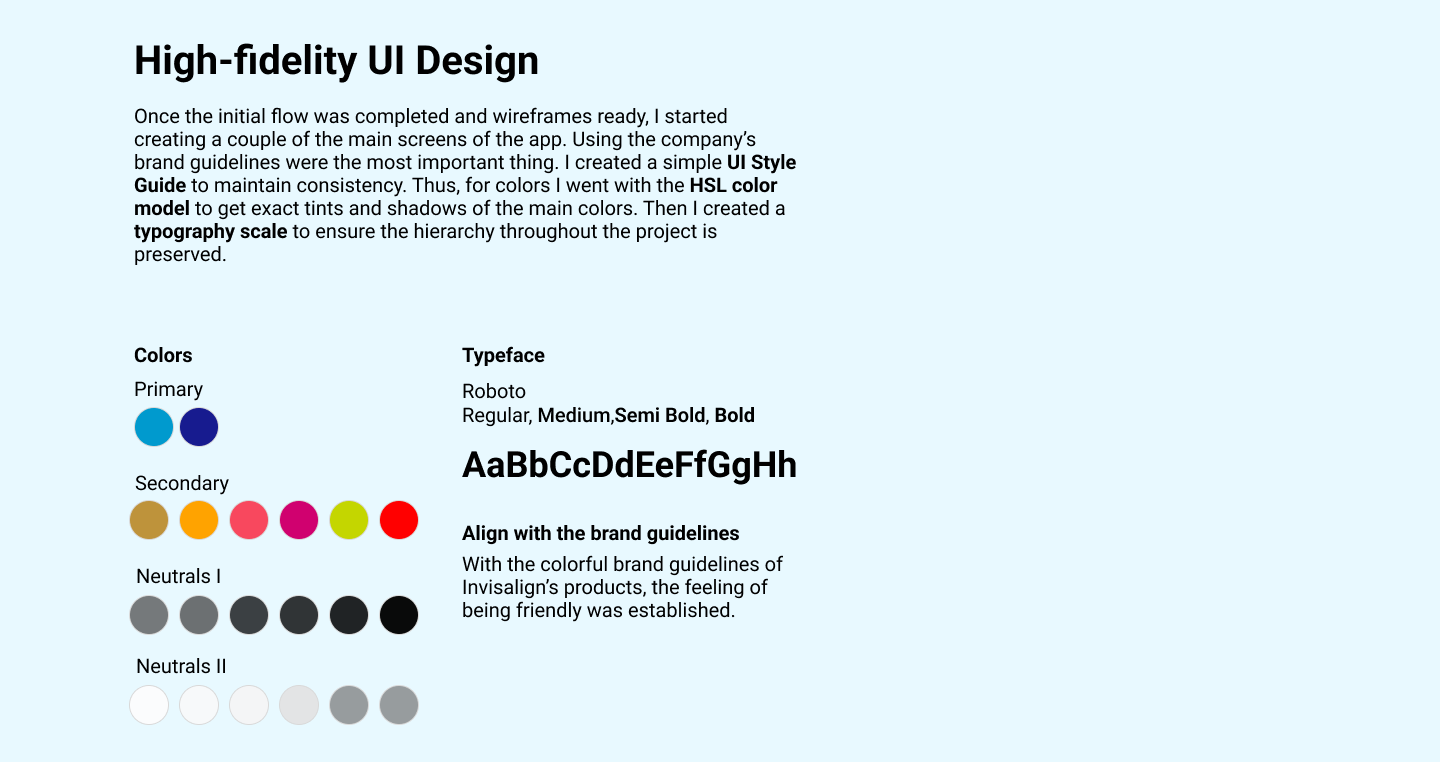 High-fidelity UI Design
Once the initial flow was completed and wireframes ready, I started
creating a couple of the main screens of the app. Using the company’s
brand guidelines were the most important thing. I created a simple UI Style
Guide to maintain consistency. Thus, for colors I went with the HSL color
model to get exact tints and shadows of the main colors. Then I created a
typography scale to ensure the hierarchy throughout the project is
preserved.
Colors
Primary
Secondary
Neutrals I
Neutrals II
Typeface
Roboto
Regular, Medium,Semi Bold, Bold
AaBbCcDdEeFfGgHh
Align with the brand guidelines
With the colorful brand guidelines of
Invisalign’s products, the feeling of
being friendly was established.